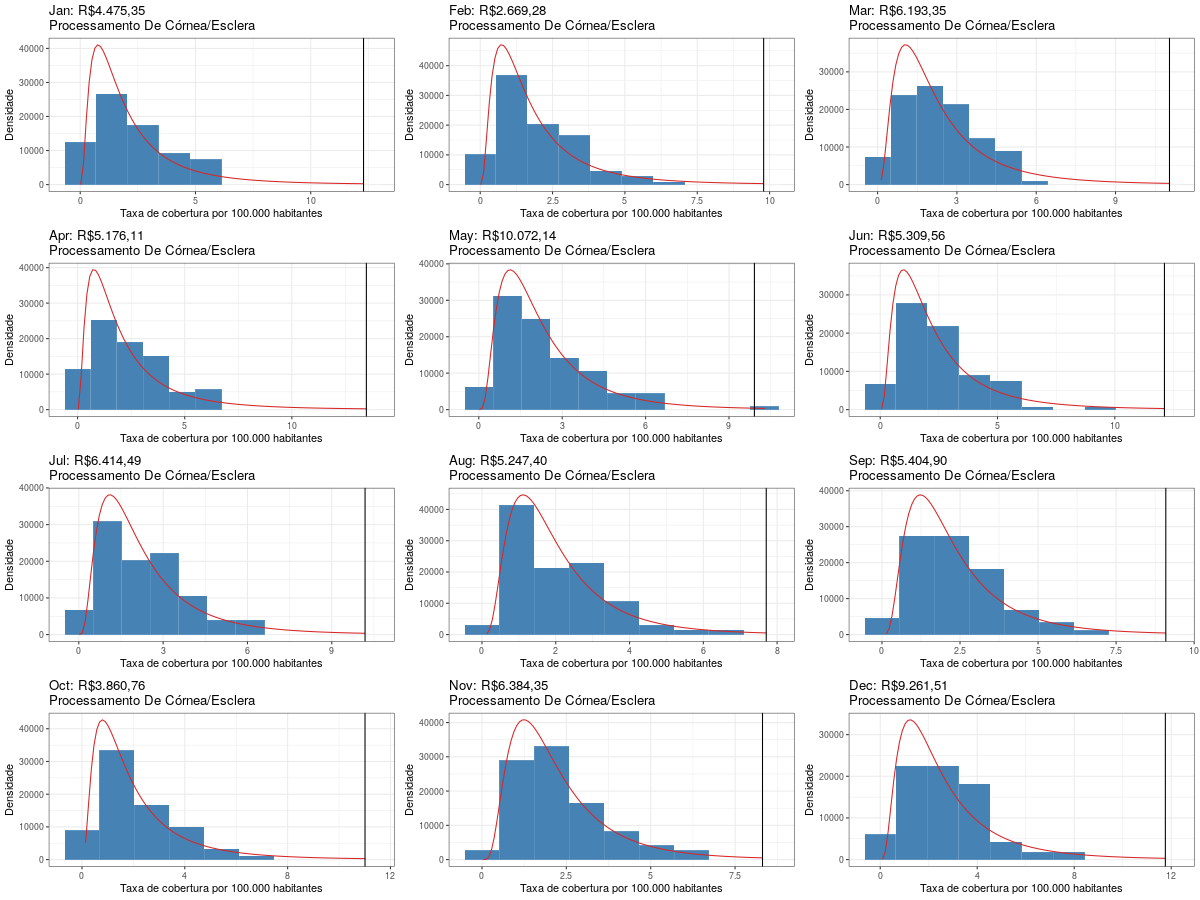 Jan: R$4.475,35
Processamento De Córnea/Esclera
Densidade
40000
30000
20000
10000
0
0
5
10
Taxa de cobertura por 100.000 habitantes
Feb: R$2.669,28
Processamento De Córnea/Esclera
Densidade
40000
30000
20000
10000
0
0
2.5
5
7.5
10
Taxa de cobertura por 100.000 habitantes
Mar: R$6.193,35
Processamento De Córnea/Esclera
Densidade
30000
20000
10000
0
0
3
6
9
Taxa de cobertura por 100.000 habitantes
Apr: R$5.176,11
Processamento De Córnea/Esclera
Densidade
40000
30000
20000
10000
0
0
5
10
Taxa de cobertura por 100.000 habitantes
May: R$10.072,14
Processamento De Córnea/Esclera
Densidade
40000
30000
20000
10000
0
0
3
6
9
Taxa de cobertura por 100.000 habitantes
Jun: R$5.309,56
Processamento De Córnea/Esclera
Densidade
30000
20000
10000
0
0
5
10
Taxa de cobertura por 100.000 habitantes
Jul: R$6.414,49
Processamento De Córnea/Esclera
Densidade
40000
30000
20000
10000
0
0
3
6
9
Taxa de cobertura por 100.000 habitantes
Aug: R$5.247,40
Processamento De Córnea/Esclera
Densidade
40000
30000
20000
10000
0
0
2
4
6
8
Taxa de cobertura por 100.000 habitantes
Sep: R$5.404,90
Processamento De Córnea/Esclera
Densidade
40000
30000
20000
10000
0
0
2.5
5
7.5
10
Taxa de cobertura por 100.000 habitantes
Oct: R$3.860,76
Processamento De Córnea/Esclera
Densidade
40000
30000
20000
10000
0
0
4
8
12
Taxa de cobertura por 100.000 habitantes
Nov: R$6.384,35
Processamento De Córnea/Esclera
Densidade
40000
30000
20000
10000
0
0
2.5
5
7.5
Taxa de cobertura por 100.000 habitantes
Dec: R$9.261,51
Processamento De Córnea/Esclera
Densidade
30000
20000
10000
0
0
4
8
12
Taxa de cobertura por 100.000 habitantes